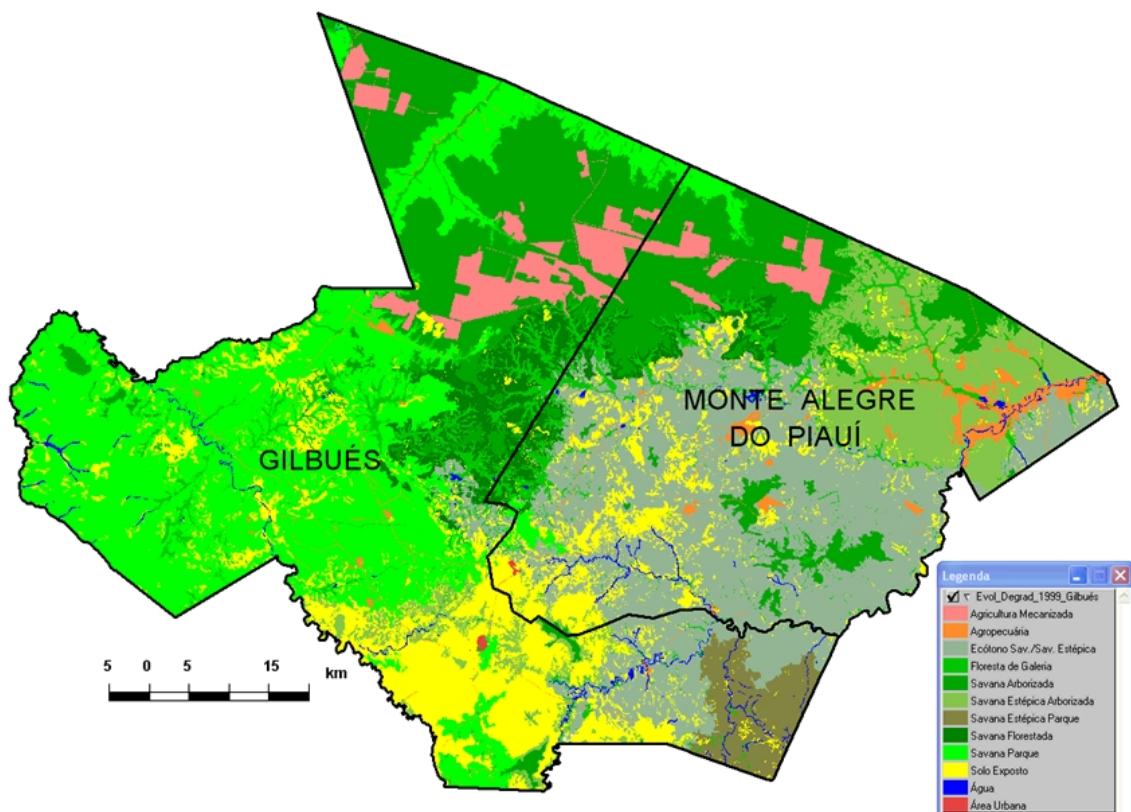 MONTE ALEGRE
DO PIAUÍ
GILBUÉS
5 0 5 15 km
Legenda
Evol_Degrad_1999_Gilbués
Agricultura Mecanizada
Agropecuária
Ecótono Sav./Sav. Estépica
Floresta de Galeria
Savana Arborizada
Savana Estépica Arborizada
Savana Estépica Parque
Savana Florestada
Savana Parque
Solo Exposto
Água
Área Urbana